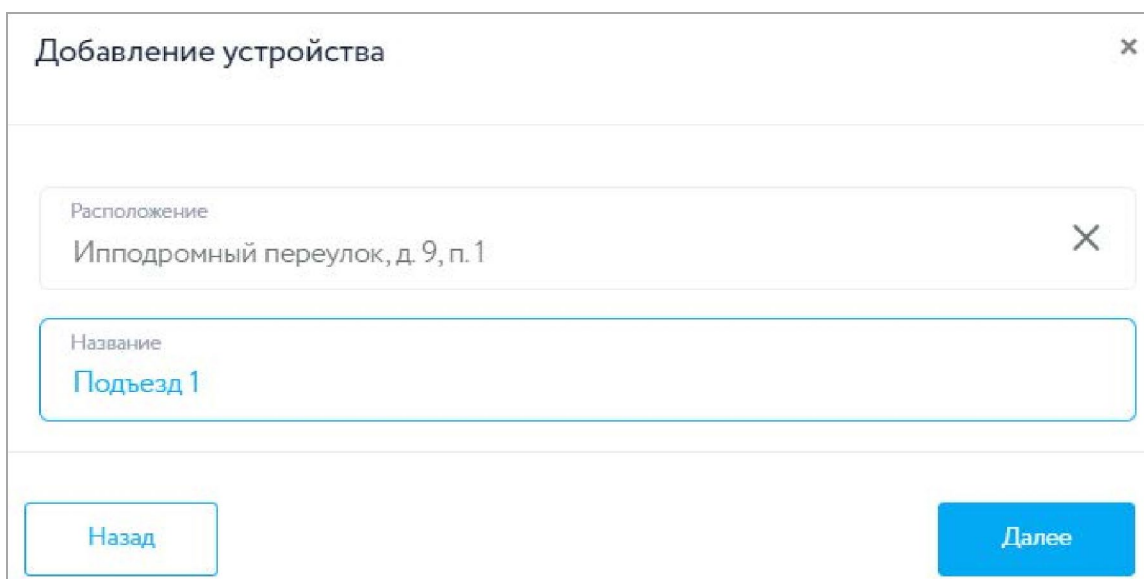 Добавление устройства
Расположение
Ипподромный переулок, д. 9, п. 1
Название
Подъезд 1
Назад
Далее